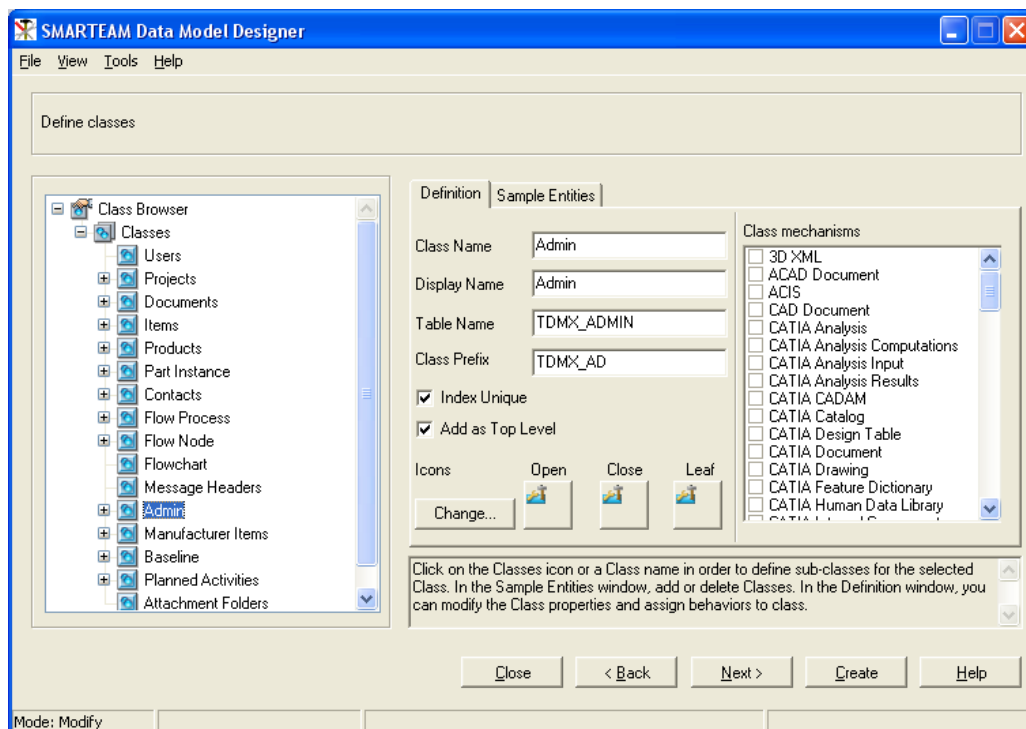 SMARTEAM Data Model Designer
File View Tools Help
Define classes
Class Browser
Classes
Users
Projects
Documents
Items
Products
Part Instance
Contacts
Flow Process
Flow Node
Flowchart
Message Headers
Admin
Manufacturer Items
Baseline
Planned Activities
Attachment Folders
Definition Sample Entities
Class Name Admin
Display Name Admin
Table Name TDMX_ADMIN
Class Prefix TDMX_AD
Index Unique
Add as Top Level
Icons Open Close Leaf
Change...
Class mechanisms
3D XML
ACAD Document
ACIS
CAD Document
CATIA Analysis
CATIA Analysis Computations
CATIA Analysis Input
CATIA Analysis Results
CATIA CADAM
CATIA Catalog
CATIA Design Table
CATIA Document
CATIA Drawing
CATIA Feature Dictionary
CATIA Human Data Library
Click on the Classes icon or a Class name in order to define sub-classes for the selected
Class. In the Sample Entities window, add or delete Classes. In the Definition window, you
can modify the Class properties and assign behaviors to class.
Close < Back Next > Create Help
Mode: Modify